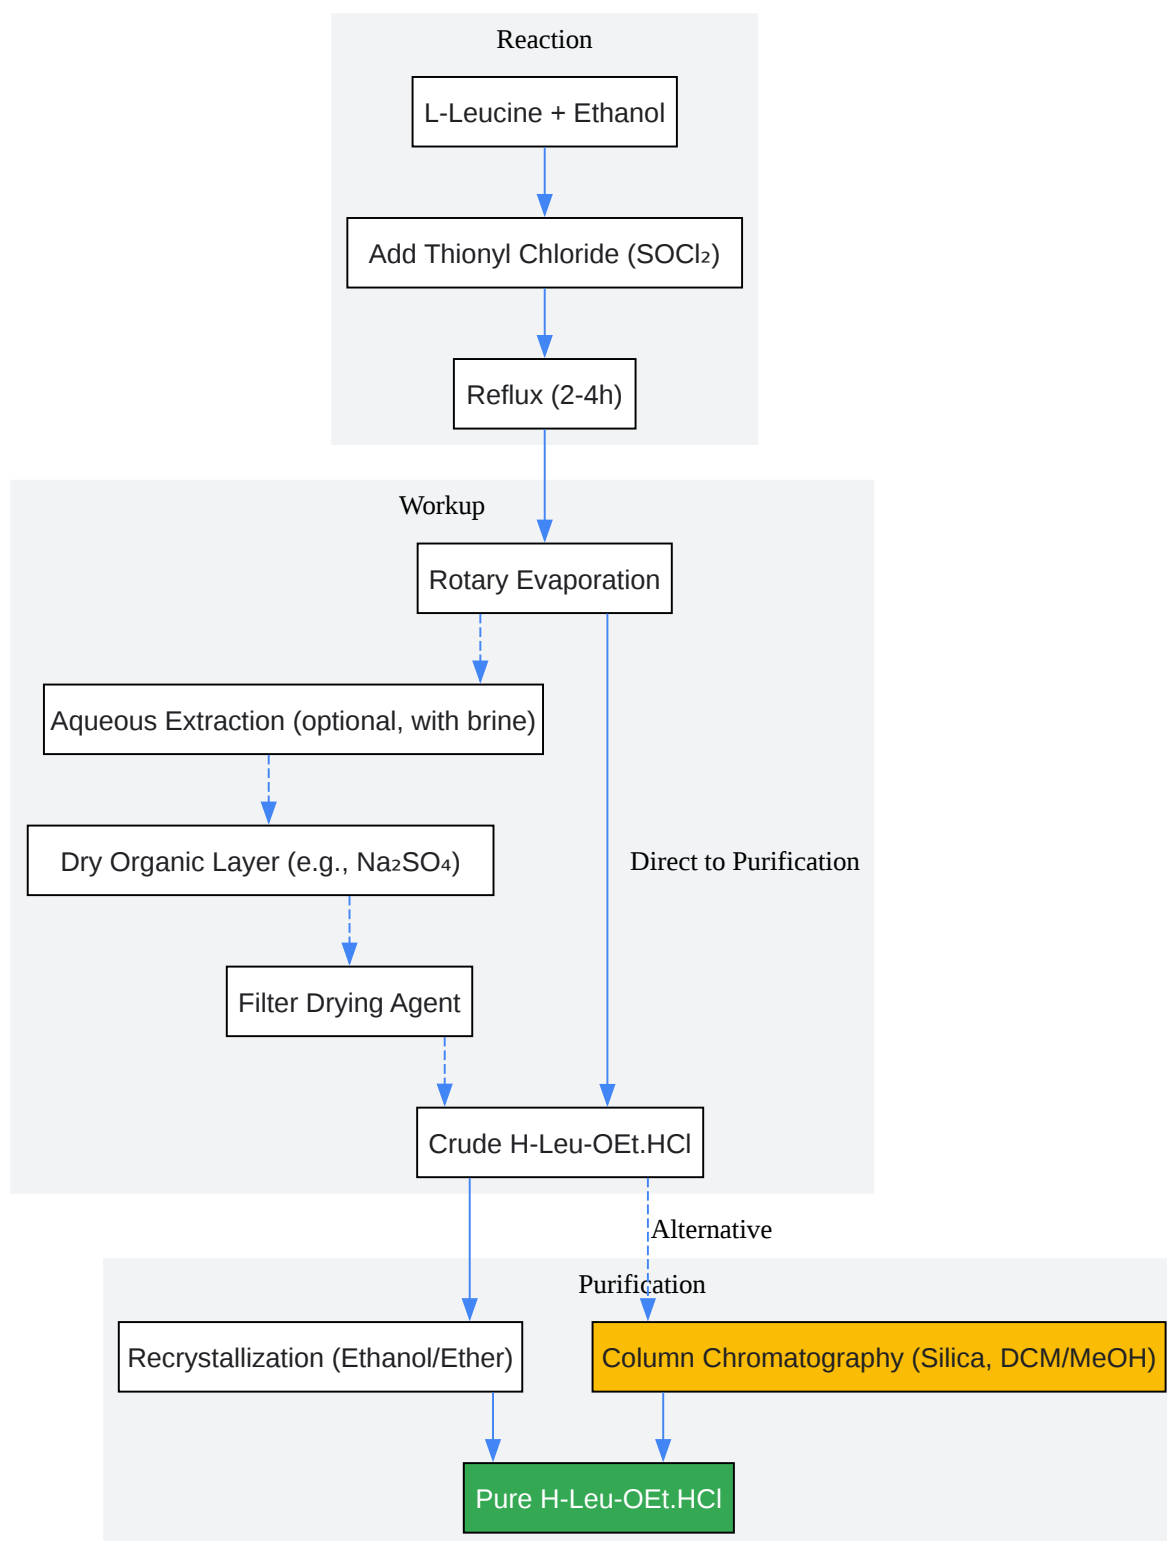 Reaction
L-Leucine + Ethanol
Add Thionyl Chloride (SOCl₂)
Reflux (2-4h)
Workup
Rotary Evaporation
Aqueous Extraction (optional, with brine)
Dry Organic Layer (e.g., Na₂SO₄)
Direct to Purification
Filter Drying Agent
Crude H-Leu-OEt.HCl
Alternative
Purification
Recrystallization (Ethanol/Ether)
Column Chromatography (Silica, DCM/MeOH)
Pure H-Leu-OEt.HCl